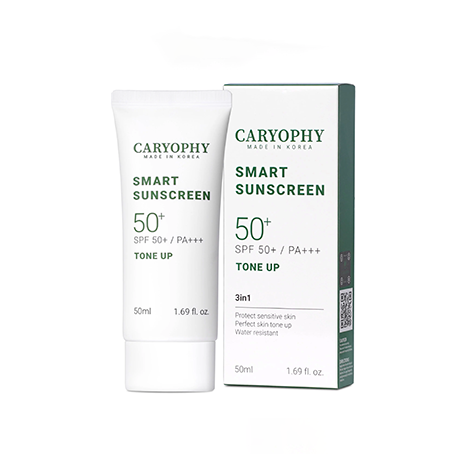 CARYOPHY
MADE IN KOREA
SMART
SUNSCREEN
50+
SPF 50+ / PA+++
TONE UP
50ml 1.69 fl. oz.
CARYOPHY
MADE IN KOREA
SMART
SUNSCREEN
50+
SPF 50+ / PA+++
TONE UP
3in1
Protect sensitive skin
Perfect skin tone up
Water resistant
50ml 1.69 fl. oz.